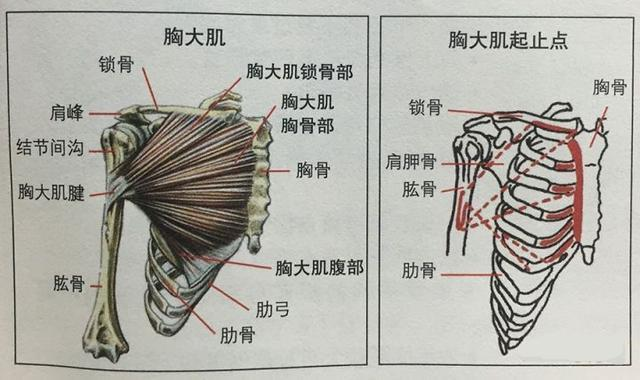 胸大肌
锁骨
胸大肌锁骨部
肩峰
胸大肌
胸骨部
结节间沟
胸骨
胸大肌腱
胸大肌腹部
肱骨
肋弓
肋骨
胸大肌起止点
胸骨
锁骨
肩胛骨
肱骨
肋骨